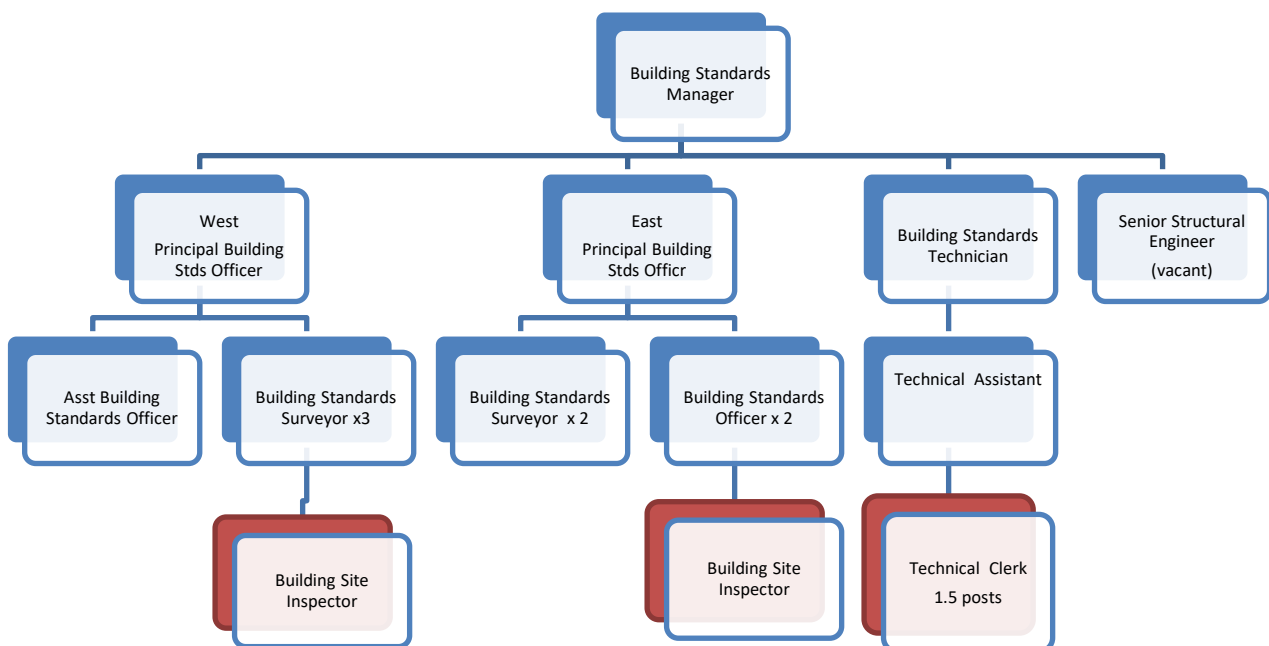 Building Standards
Manager
West
Principal Building
Stds Officer
East
Principal Building
Stds Officr
Building Standards
Technician
Senior Structural
Engineer
(vacant)
Asst Building
Standards Officer
Building Standards
Surveyor x3
Building Standards
Surveyor x 2
Building Standards
Officer x 2
Technical Assistant
Building Site
Inspector
Building Site
Inspector
Technical Clerk
1.5 posts